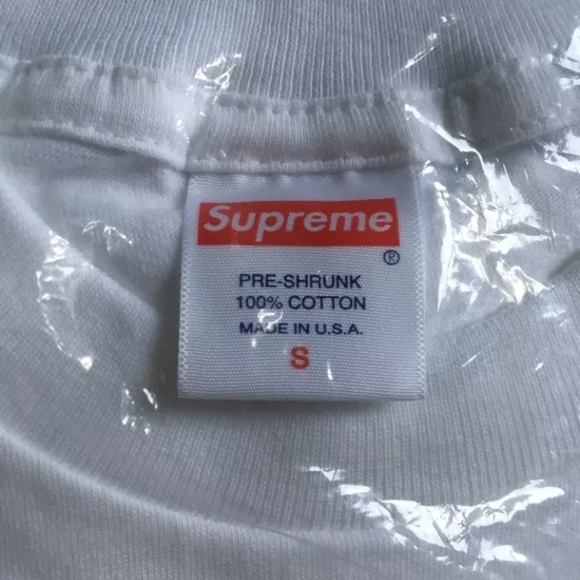 Supreme
®
PRE-SHRUNK
100% COTTON
MADE IN U.S.A.
S